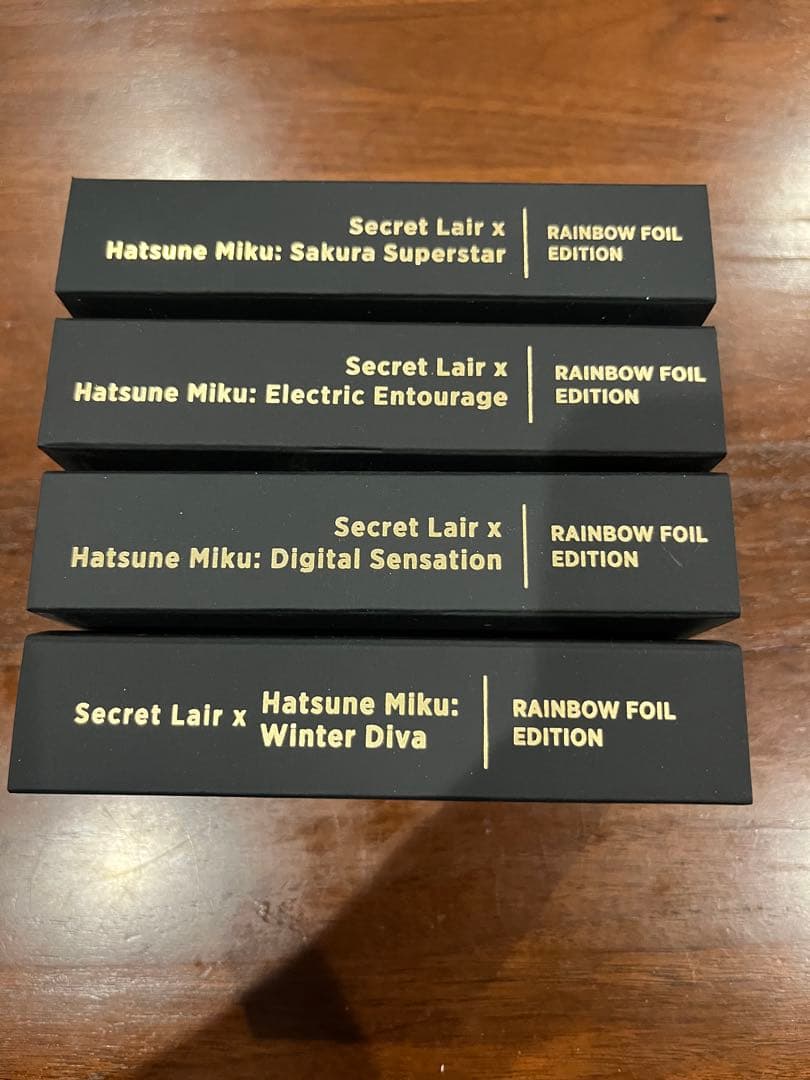 Secret Lair x
Hatsune Miku: Sakura Superstar
RAINBOW FOIL
EDITION
Secret Lair x
Hatsune Miku: Electric Entourage
RAINBOW FOIL
EDITION
Secret Lair x
Hatsune Miku: Digital Sensation
RAINBOW FOIL
EDITION
Secret Lair x
Hatsune Miku:
Winter Diva
RAINBOW FOIL
EDITION